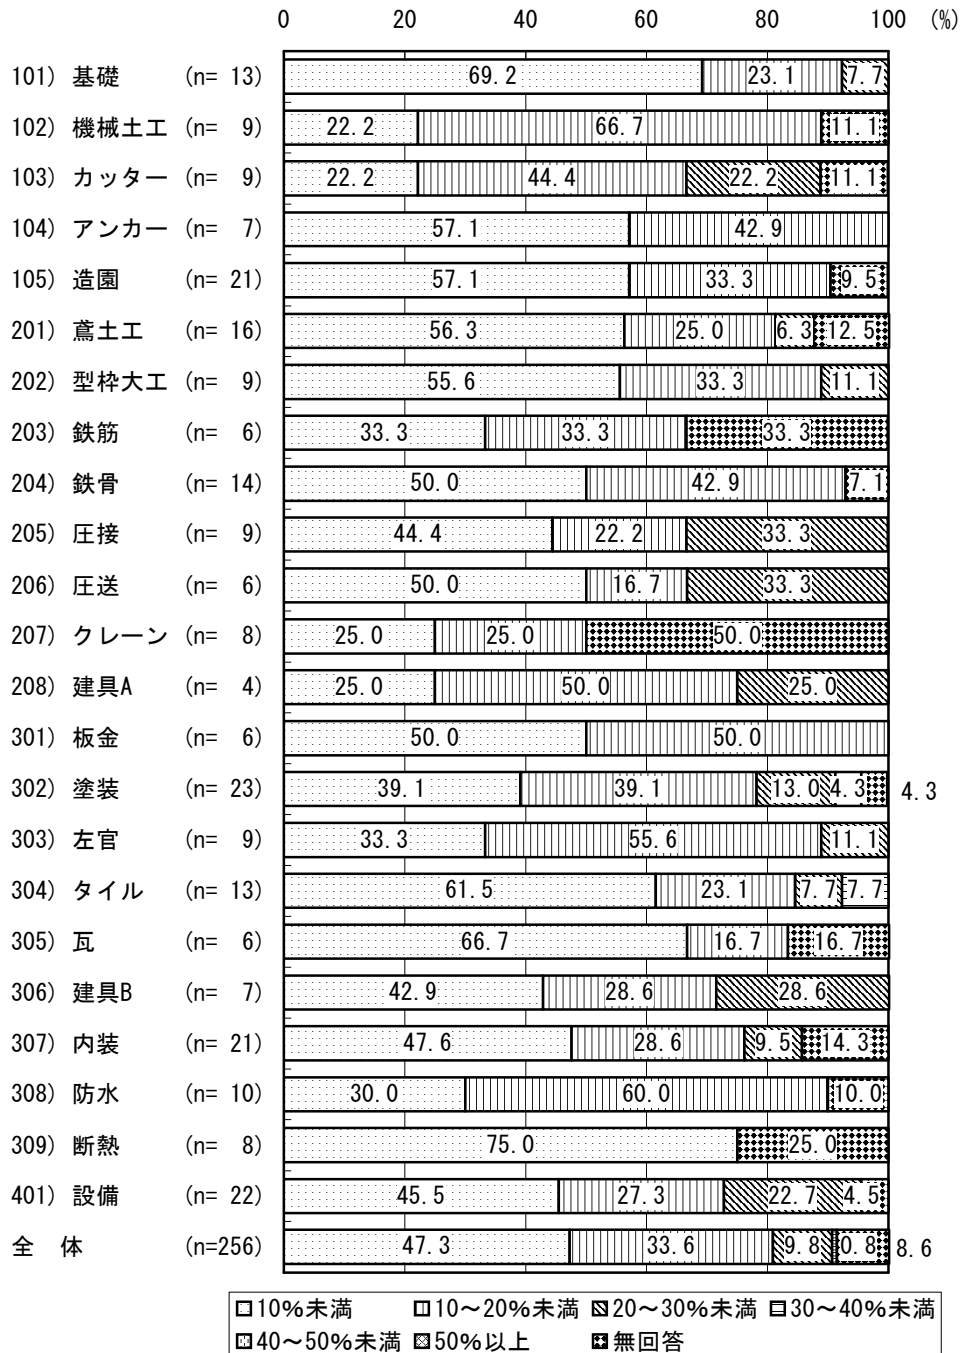 0 20 40 60 80 100 (%)
101) 基礎 (n= 13) 69.2 23.1 7.7
102) 機械土工 (n= 9) 22.2 66.7 11.1
103) カッター (n= 9) 22.2 44.4 22.2 11.1
104) アンカー (n= 7) 57.1 42.9
105) 造園 (n= 21) 57.1 33.3 9.5
201) 鳶土工 (n= 16) 56.3 25.0 6.3 12.5
202) 型枠大工 (n= 9) 55.6 33.3 11.1
203) 鉄筋 (n= 6) 33.3 33.3 33.3
204) 鉄骨 (n= 14) 50.0 42.9 7.1
205) 圧接 (n= 9) 44.4 22.2 33.3
206) 圧送 (n= 6) 50.0 16.7 33.3
207) クレーン (n= 8) 25.0 25.0 50.0
208) 建具A (n= 4) 25.0 50.0 25.0
301) 板金 (n= 6) 50.0 50.0
302) 塗装 (n= 23) 39.1 39.1 13.0 4.3 4.3
303) 左官 (n= 9) 33.3 55.6 11.1
304) タイル (n= 13) 61.5 23.1 7.7 7.7
305) 瓦 (n= 6) 66.7 16.7 16.7
306) 建具B (n= 7) 42.9 28.6 28.6
307) 内装 (n= 21) 47.6 28.6 9.5 14.3
308) 防水 (n= 10) 30.0 60.0 10.0
309) 断熱 (n= 8) 75.0 25.0
401) 設備 (n= 22) 45.5 27.3 22.7 4.5
全 体 (n=256) 47.3 33.6 9.8 0.8 8.6
10%未満 10～20%未満 20～30%未満 30～40%未満
40～50%未満 50%以上 無回答